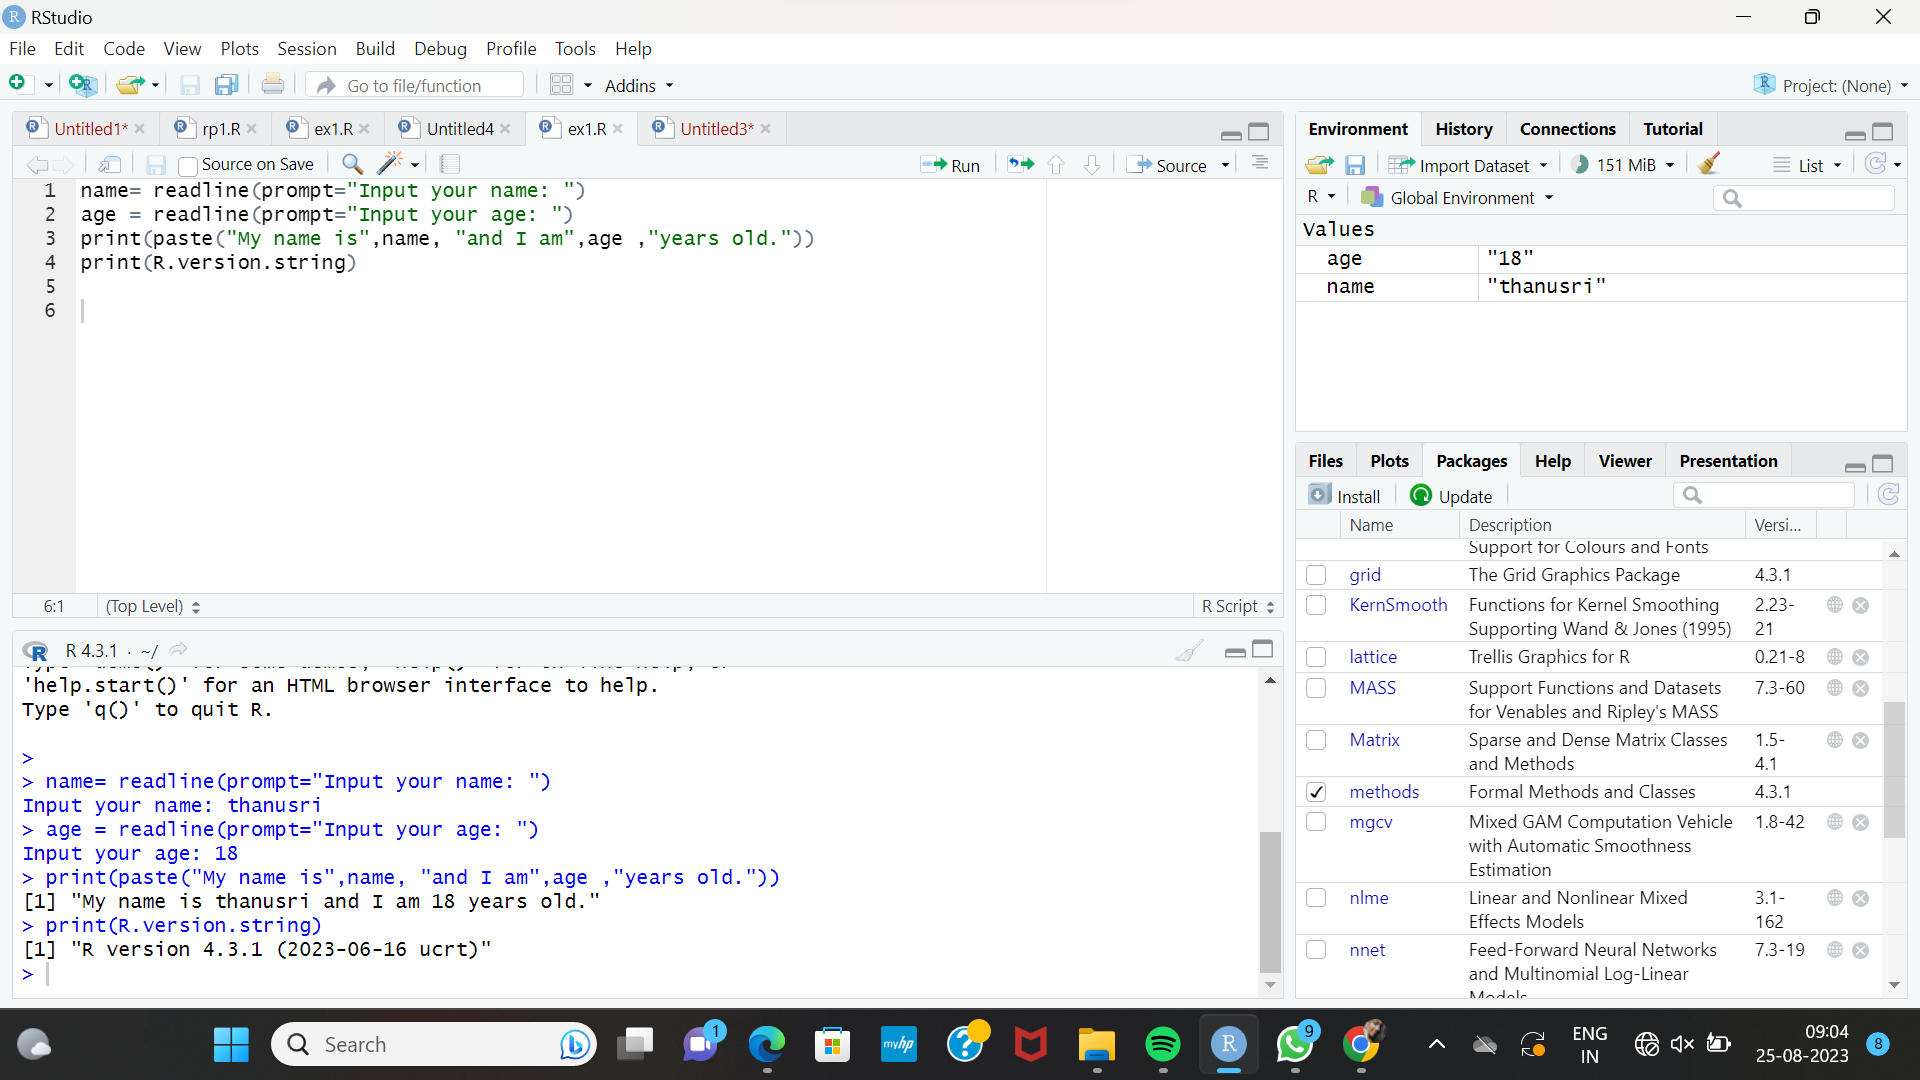 RStudio
File Edit Code View Plots Session Build Debug Profile Tools Help
Go to file/function Addins Project: (None)
Untitled1* rp1.R ex1.R Untitled4 ex1.R Untitled3*
Source on Save Run Source
1 name= readline(prompt="Input your name: ")
2 age = readline(prompt="Input your age: ")
3 print(paste("My name is",name, "and I am",age ,"years old."))
4 print(R.version.string)
5
6
6:1 (Top Level) R Script
R 4.3.1 · ~/
'help.start()' for an HTML browser interface to help.
Type 'q()' to quit R.
>
> name= readline(prompt="Input your name: ")
Input your name: thanusri
> age = readline(prompt="Input your age: ")
Input your age: 18
> print(paste("My name is",name, "and I am",age ,"years old."))
[1] "My name is thanusri and I am 18 years old."
> print(R.version.string)
[1] "R version 4.3.1 (2023-06-16 ucrt)"
>
Environment History Connections Tutorial
Import Dataset 151 MiB List
R Global Environment
Values
age "18"
name "thanusri"
Files Plots Packages Help Viewer Presentation
Install Update
Name Description Versi...
Support for Colours and Fonts
grid The Grid Graphics Package 4.3.1
KernSmooth Functions for Kernel Smoothing 2.23-
Supporting Wand & Jones (1995) 21
lattice Trellis Graphics for R 0.21-8
MASS Support Functions and Datasets 7.3-60
for Venables and Ripley's MASS
Matrix Sparse and Dense Matrix Classes 1.5-
and Methods 4.1
methods Formal Methods and Classes 4.3.1
mgcv Mixed GAM Computation Vehicle 1.8-42
with Automatic Smoothness
Estimation
nlme Linear and Nonlinear Mixed 3.1-
Effects Models 162
nnet Feed-Forward Neural Networks 7.3-19
and Multinomial Log-Linear
Models
Search 1 myhp R 9 ENG 09:04 8
IN 25-08-2023